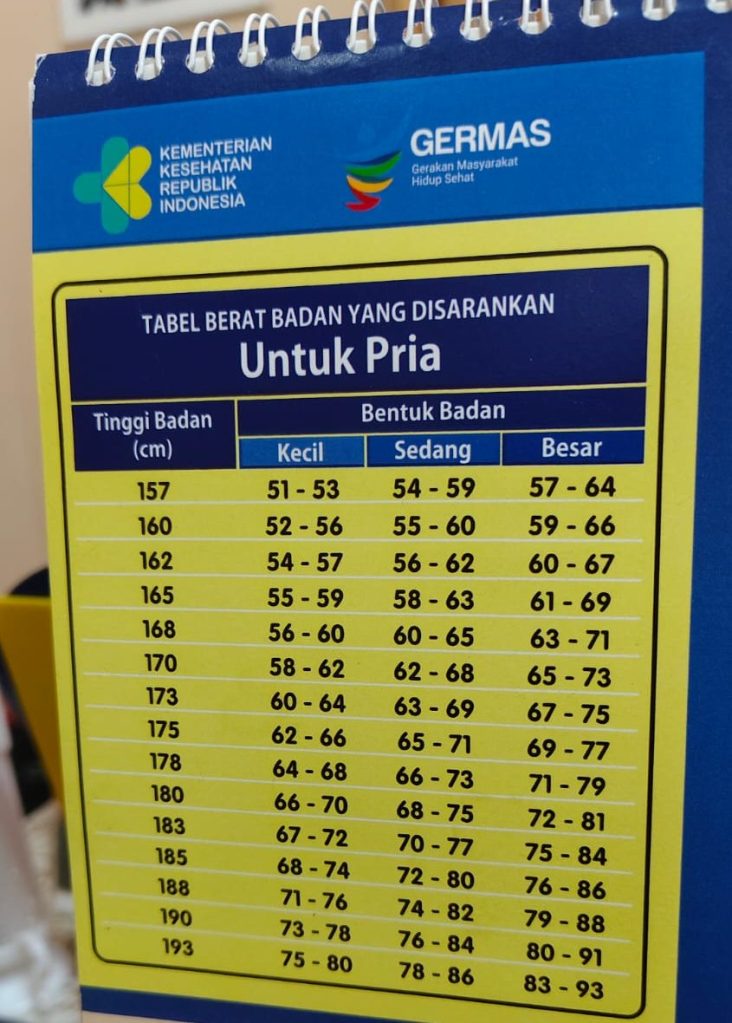 KEMENTERIAN
KESEHATAN
REPUBLIK
INDONESIA
GERMAS
Gerakan Masyarakat
Hidup Sehat
TABEL BERAT BADAN YANG DISARANKAN
Untuk Pria
Tinggi Badan
(cm)
Bentuk Badan
Kecil Sedang Besar
157 51 - 53 54 - 59 57 - 64
160 52 - 56 55 - 60 59 - 66
162 54 - 57 56 - 62 60 - 67
165 55 - 59 58 - 63 61 - 69
168 56 - 60 60 - 65 63 - 71
170 58 - 62 62 - 68 65 - 73
173 60 - 64 63 - 69 67 - 75
175 62 - 66 65 - 71 69 - 77
178 64 - 68 66 - 73 71 - 79
180 66 - 70 68 - 75 72 - 81
183 67 - 72 70 - 77 75 - 84
185 68 - 74 72 - 80 76 - 86
188 71 - 76 74 - 82 79 - 88
190 73 - 78 76 - 84 80 - 91
193 75 - 80 78 - 86 83 - 93